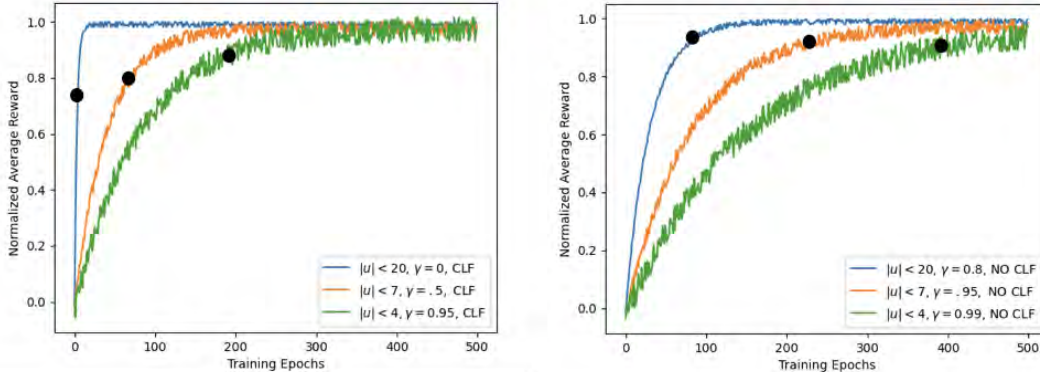 1.0
0.8
0.6
0.4
0.2
0.0
Normalized Average Reward
|u| < 20, γ = 0, CLF
|u| < 7, γ = .5, CLF
|u| < 4, γ = 0.95, CLF
0 100 200 300 400 500
Training Epochs
1.0
0.8
0.6
0.4
0.2
0.0
Normalized Average Reward
|u| < 20, γ = 0.8, NO CLF
|u| < 7, γ = .95, NO CLF
|u| < 4, γ = 0.99, NO CLF
0 100 200 300 400 500
Training Epochs